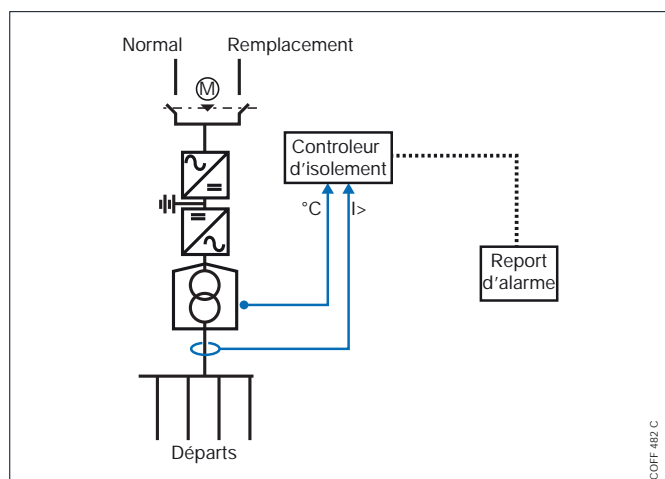 Normal
Remplacement
M
Controleur
d'isolement
°C
I>
Report
d'alarme
Départs
COFF 482 C